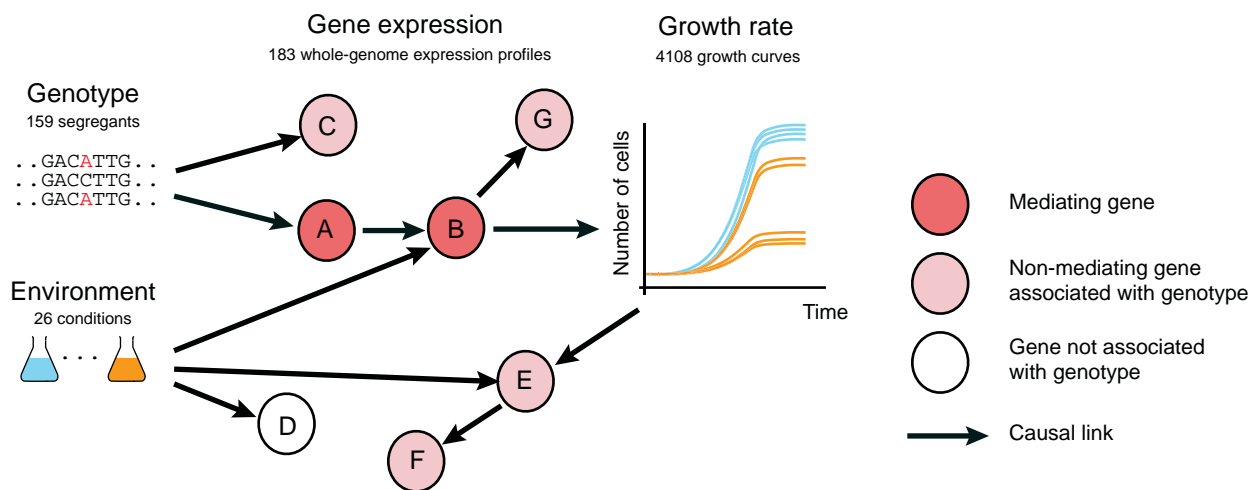 Gene expression
183 whole-genome expression profiles
Growth rate
4108 growth curves
Genotype
159 segregants
..GACATTG..
..GACCTTG..
..GACATTG..
C
G
A
B
Number of cells
Time
Environment
26 conditions
...
D
E
F
Mediating gene
Non-mediating gene
associated with genotype
Gene not associated
with genotype
Causal link